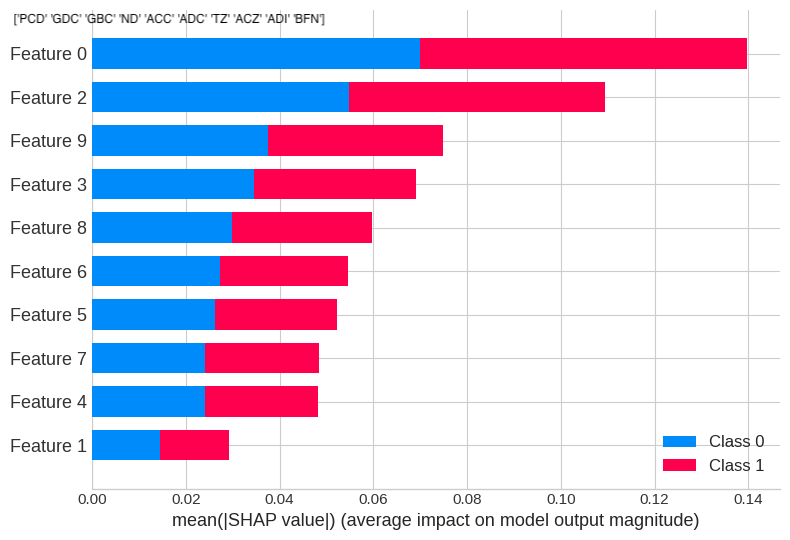 ['PCD' 'GDC' 'GBC' 'ND' 'ACC' 'ADC' 'TZ' 'ACZ' 'ADI' 'BFN']
Feature 0
Feature 2
Feature 9
Feature 3
Feature 8
Feature 6
Feature 5
Feature 7
Feature 4
Feature 1
Class 0
Class 1
0.00 0.02 0.04 0.06 0.08 0.10 0.12 0.14
mean(|SHAP value|) (average impact on model output magnitude)